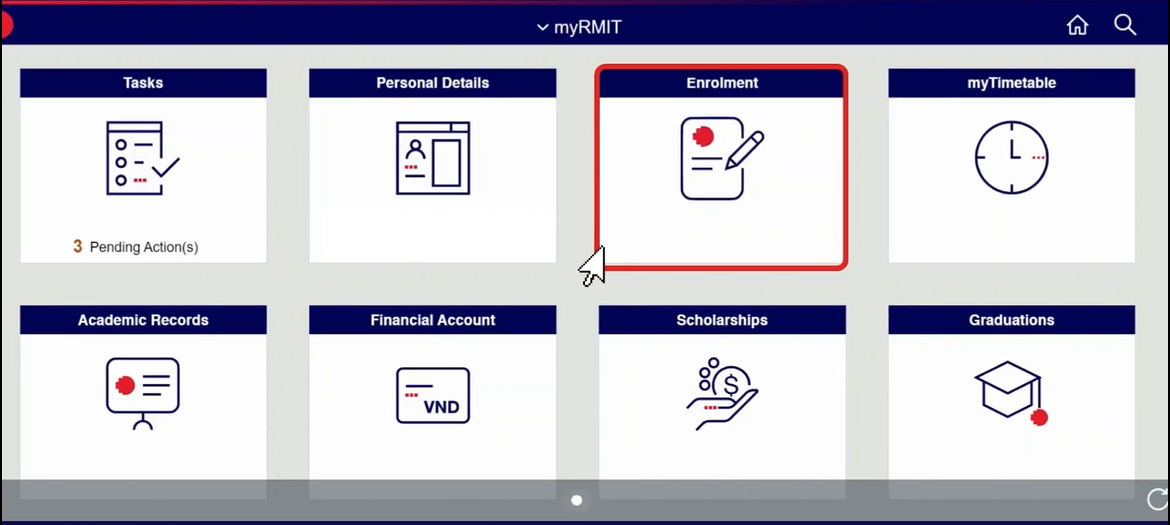 myRMIT
Tasks
Personal Details
Enrolment
myTimetable
3 Pending Action(s)
Academic Records
Financial Account
Scholarships
Graduations
VND
$